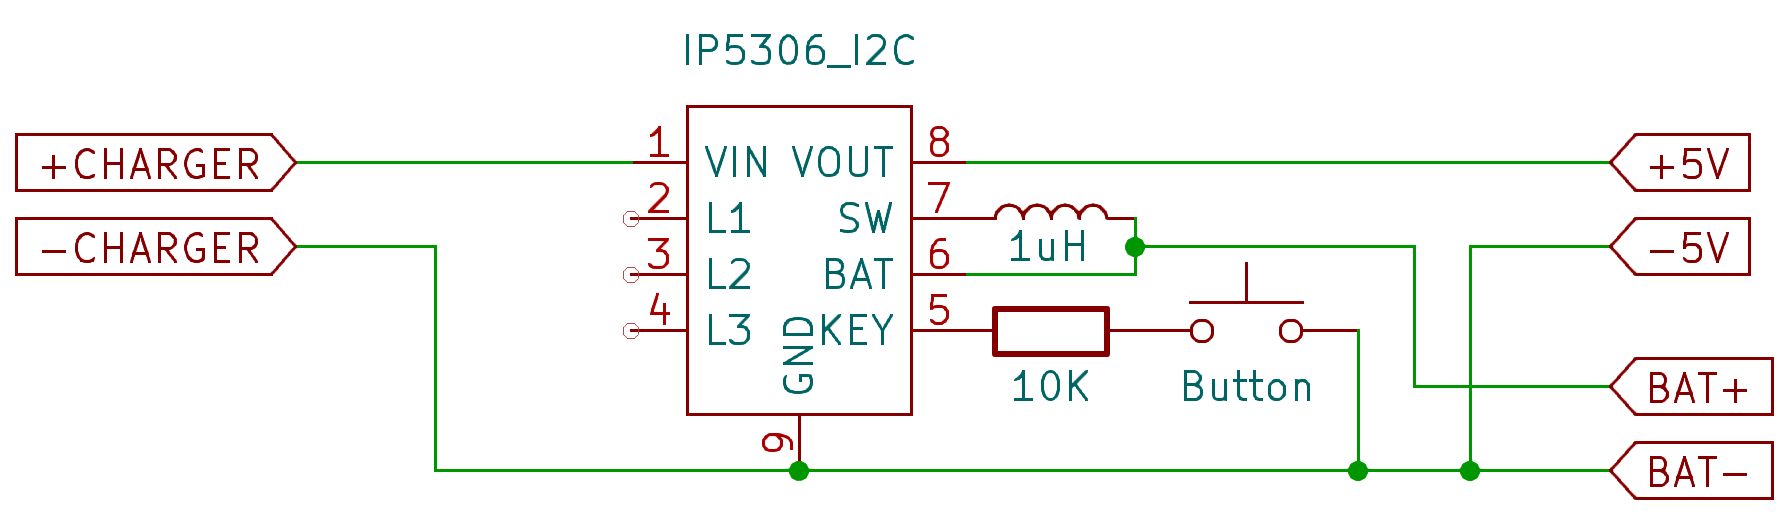 IP5306_I2C
+CHARGER
-CHARGER
1
2
3
4
VIN
L1
L2
L3
VOUT
SW
BAT
KEY
GND
8
7
6
5
9
1uH
10K
Button
+5V
-5V
BAT+
BAT-